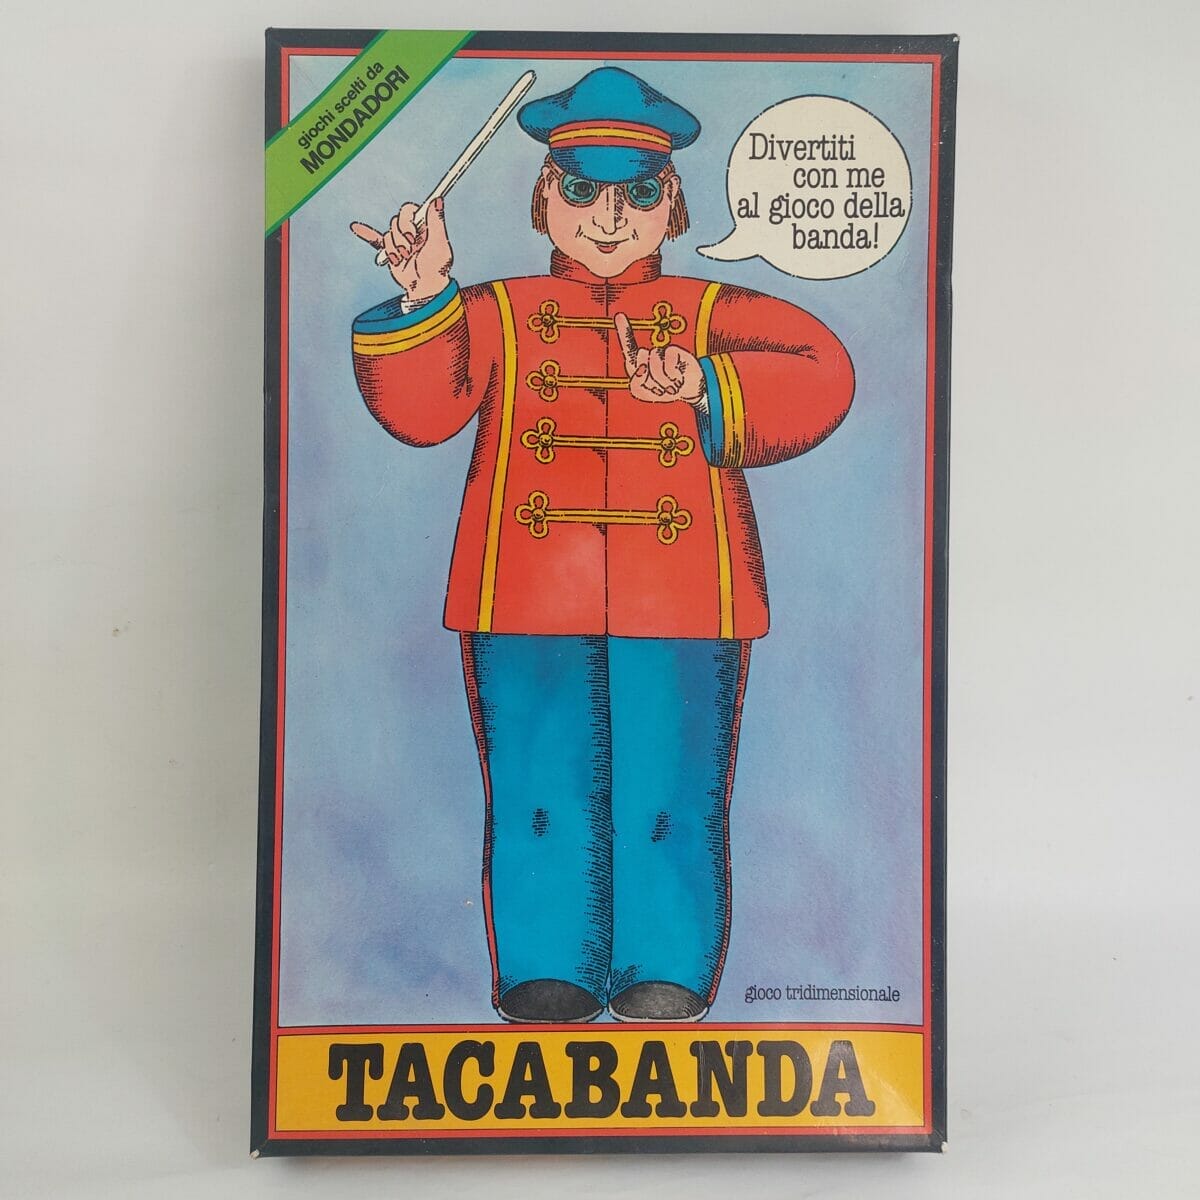 giochi scelti da
MONDADORI
Divertiti
con me
al gioco della
banda!
gioco tridimensionale
TACABANDA